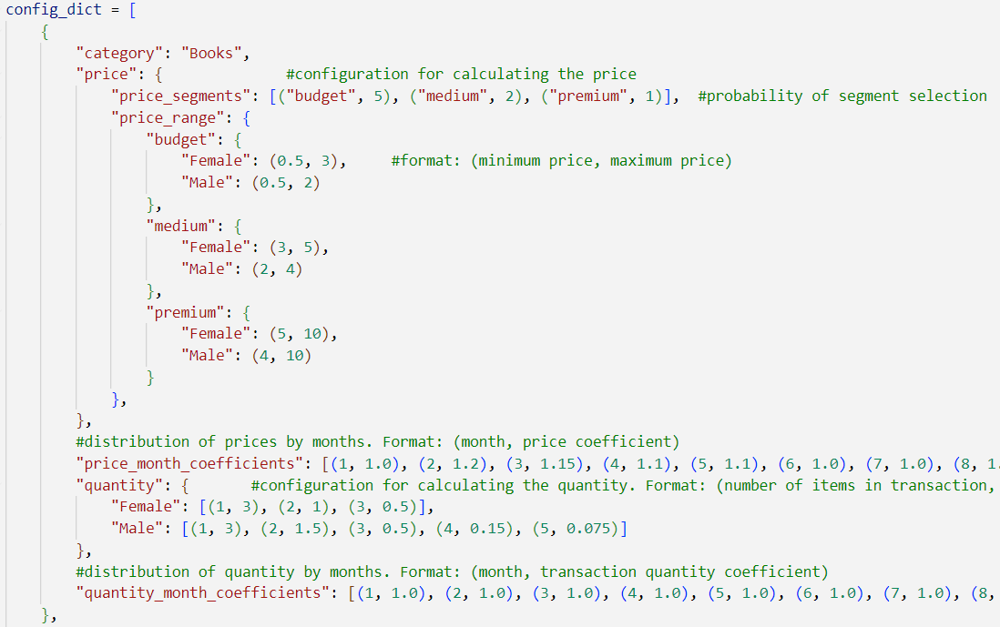 config_dict = [
{
"category": "Books",
"price": { #configuration for calculating the price
"price_segments": [("budget", 5), ("medium", 2), ("premium", 1)], #probability of segment selection
"price_range": {
"budget": {
"Female": (0.5, 3), #format: (minimum price, maximum price)
"Male": (0.5, 2)
},
"medium": {
"Female": (3, 5),
"Male": (2, 4)
},
"premium": {
"Female": (5, 10),
"Male": (4, 10)
}
},
},
#distribution of prices by months. Format: (month, price coefficient)
"price_month_coefficients": [(1, 1.0), (2, 1.2), (3, 1.15), (4, 1.1), (5, 1.1), (6, 1.0), (7, 1.0), (8, 1.
"quantity": { #configuration for calculating the quantity. Format: (number of items in transaction,
"Female": [(1, 3), (2, 1), (3, 0.5)],
"Male": [(1, 3), (2, 1.5), (3, 0.5), (4, 0.15), (5, 0.075)]
},
#distribution of quantity by months. Format: (month, transaction quantity coefficient)
"quantity_month_coefficients": [(1, 1.0), (2, 1.0), (3, 1.0), (4, 1.0), (5, 1.0), (6, 1.0), (7, 1.0), (8,
},